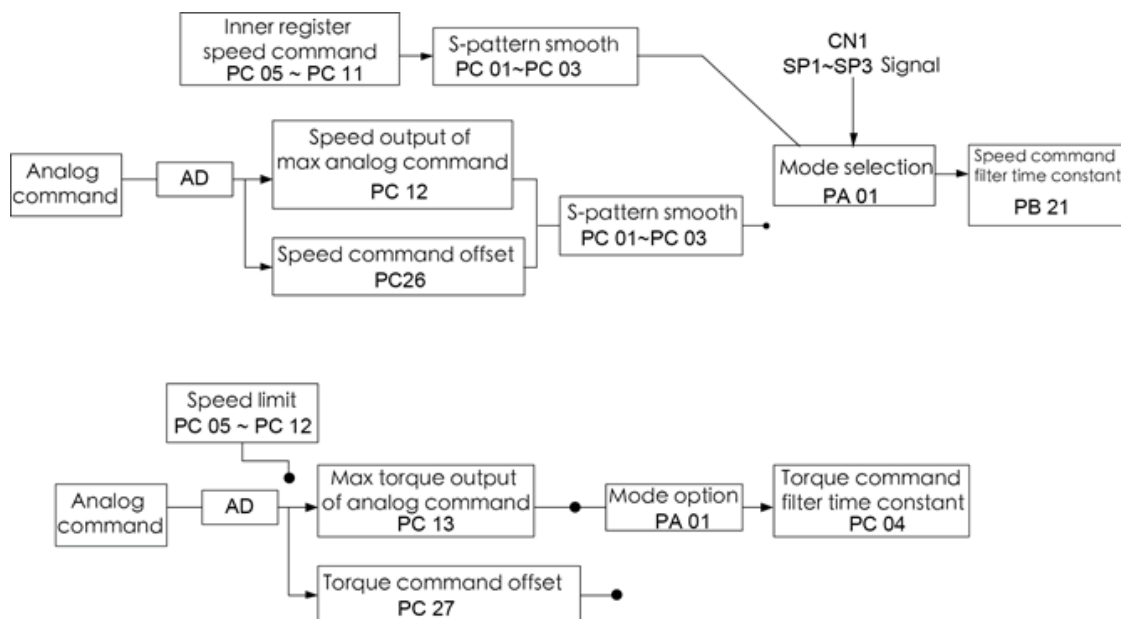 Inner register
speed command
PC 05 ~ PC 11
S-pattern smooth
PC 01~PC 03
CN1
SP1~SP3 Signal
Analog
command
AD
Speed output of
max analog command
PC 12
Speed command offset
PC26
S-pattern smooth
PC 01~PC 03
Mode selection
PA 01
Speed command
filter time constant
PB 21
Speed limit
PC 05 ~ PC 12
Analog
command
AD
Max torque output
of analog command
PC 13
Mode option
PA 01
Torque command
filter time constant
PC 04
Torque command offset
PC 27